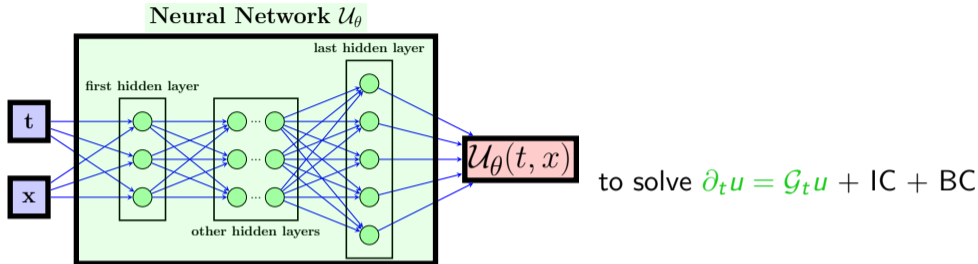 Neural Network 𝒰_θ
last hidden layer
first hidden layer
t
... ...
... ...
... ...
x
other hidden layers
𝒰_θ(t, x)
to solve ∂_t u = 𝒢_t u + IC + BC